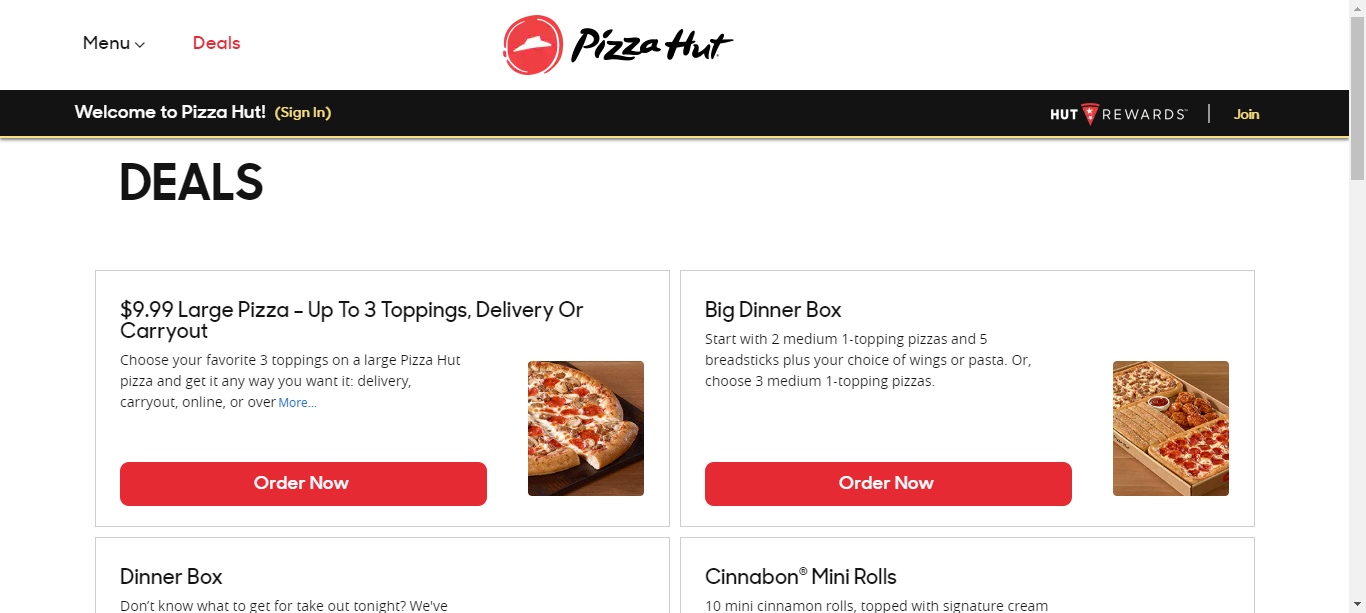 Menu
Deals
Pizza Hut
Welcome to Pizza Hut! (Sign In)
HUT REWARDS™
Join
DEALS
$9.99 Large Pizza – Up To 3 Toppings, Delivery Or
Carryout
Choose your favorite 3 toppings on a large Pizza Hut
pizza and get it any way you want it: delivery,
carryout, online, or over More...
Order Now
Big Dinner Box
Start with 2 medium 1-topping pizzas and 5
breadsticks plus your choice of wings or pasta. Or,
choose 3 medium 1-topping pizzas.
Order Now
Dinner Box
Don’t know what to get for take out tonight? We've
Cinnabon® Mini Rolls
10 mini cinnamon rolls, topped with signature cream